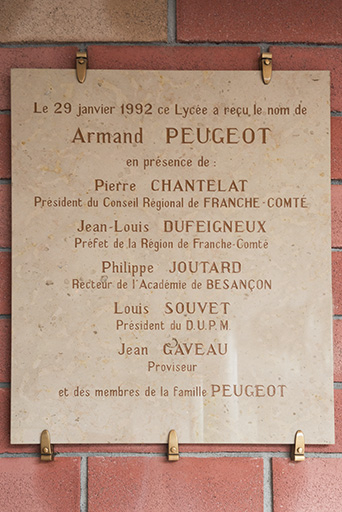 Le 29 janvier 1992 ce Lycée a reçu le nom de
Armand PEUGEOT
en présence de :
Pierre CHANTELAT
Président du Conseil Régional de FRANCHE-COMTÉ
Jean-Louis DUFEIGNEUX
Préfet de la Région de Franche-Comté
Philippe JOUTARD
Recteur de l'Académie de BESANÇON
Louis SOUVET
Président du D.U.P.M.
Jean GAVEAU
Proviseur
et des membres de la famille PEUGEOT